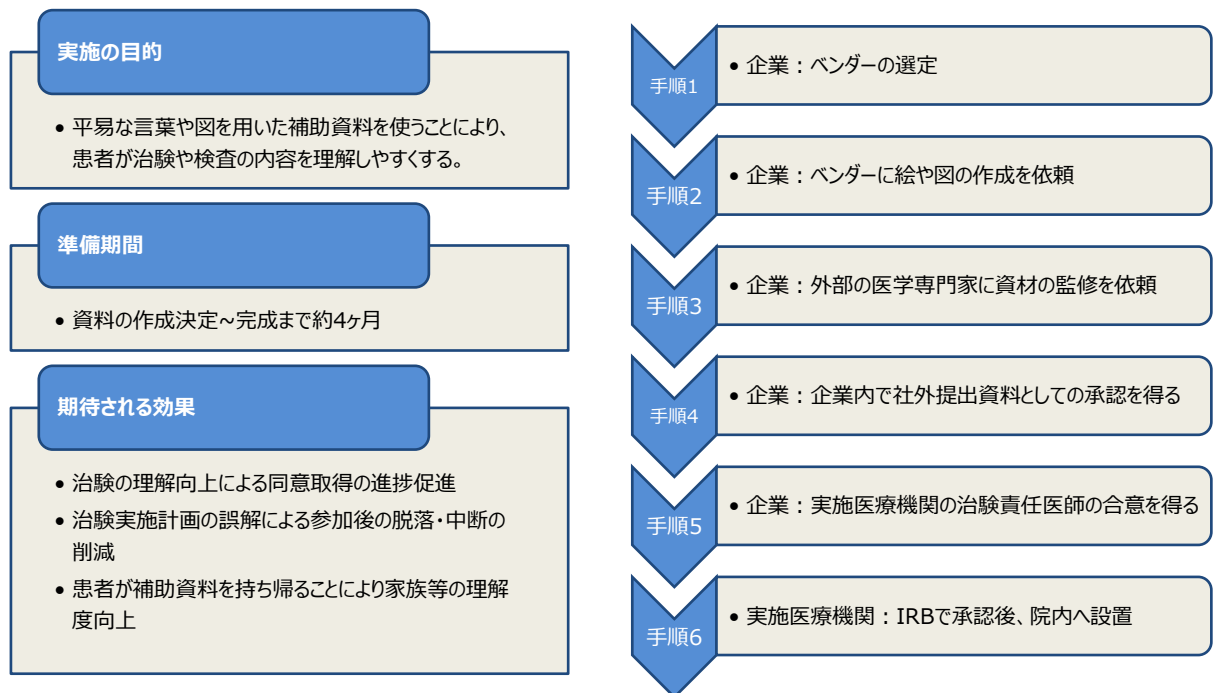 実施の目的
• 平易な言葉や図を用いた補助資料を使うことにより、
患者が治験や検査の内容を理解しやすくする。
準備期間
• 資料の作成決定~完成まで約4ヶ月
期待される効果
• 治験の理解向上による同意取得の進捗促進
• 治験実施計画の誤解による参加後の脱落・中断の
削減
• 患者が補助資料を持ち帰ることにより家族等の理解
度向上
手順1
• 企業：ベンダーの選定
手順2
• 企業：ベンダーに絵や図の作成を依頼
手順3
• 企業：外部の医学専門家に資材の監修を依頼
手順4
• 企業：企業内で社外提出資料としての承認を得る
手順5
• 企業：実施医療機関の治験責任医師の合意を得る
手順6
• 実施医療機関：IRBで承認後、院内へ設置